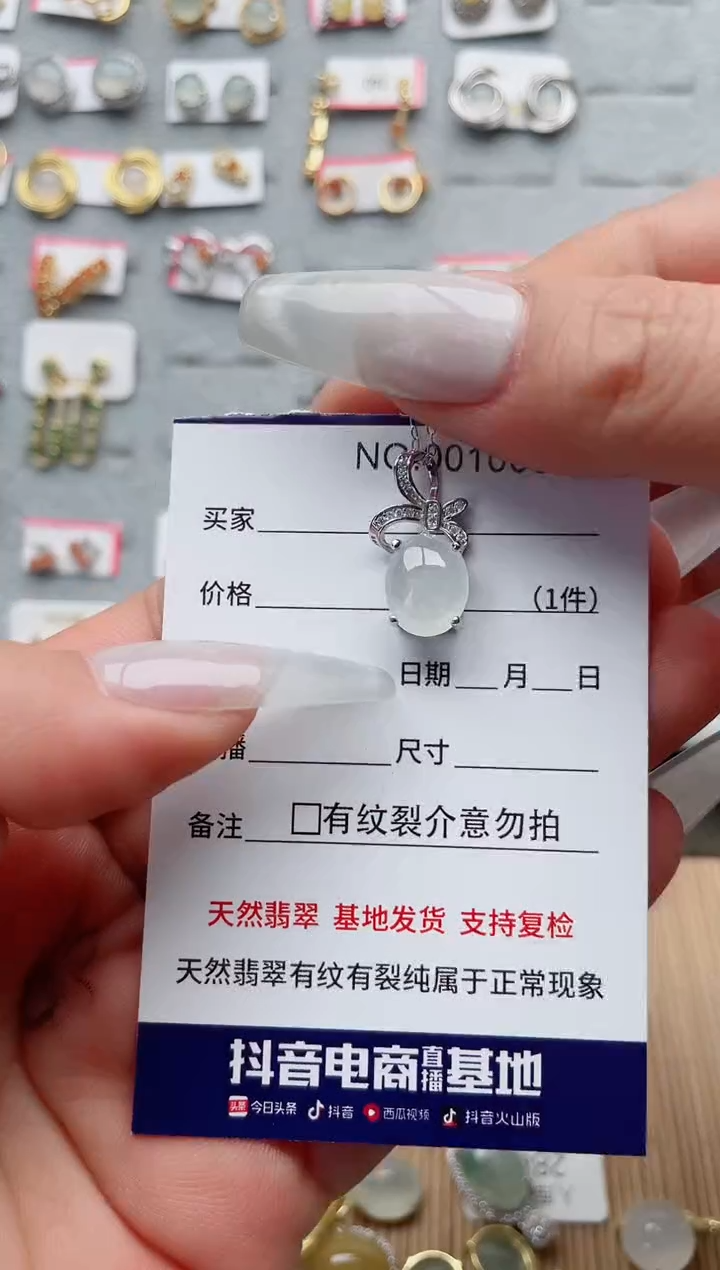 买家
价格 (1件)
日期 月 日
播 尺寸
备注 □有纹裂介意勿拍
天然翡翠 基地发货 支持复检
天然翡翠有纹有裂纯属于正常现象
抖音电商直播基地
头条 今日头条 抖音 西瓜视频 抖音火山版